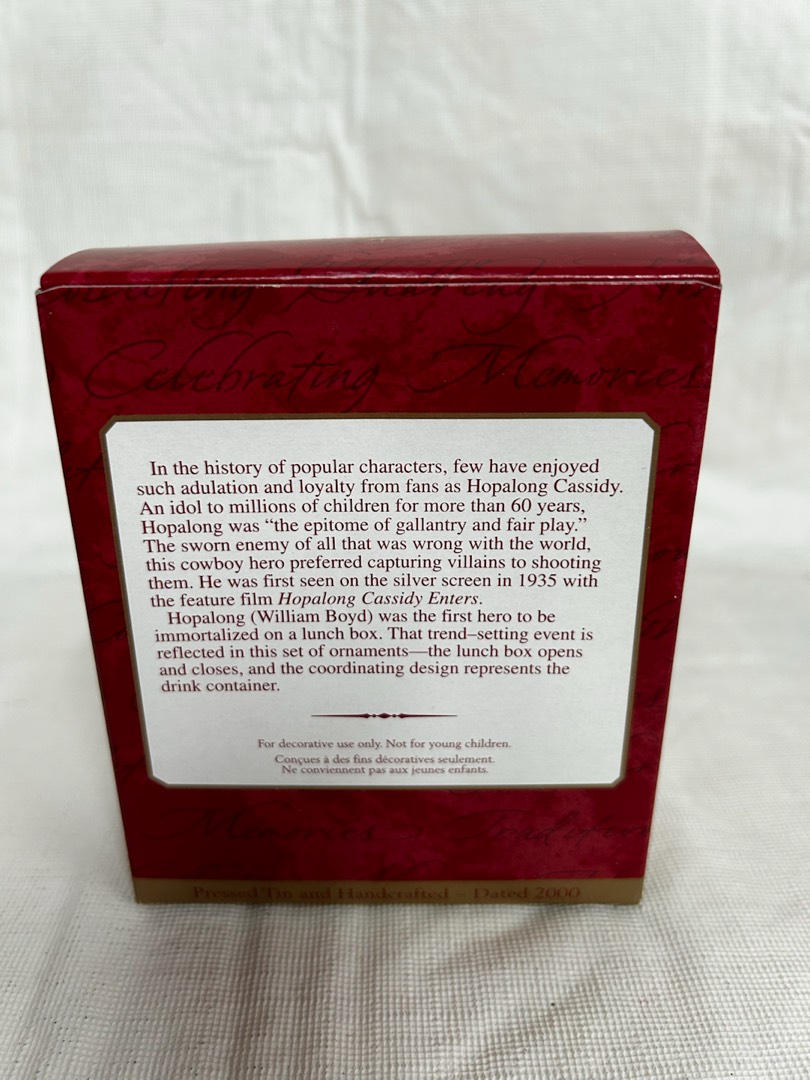 Celebrating Memories
In the history of popular characters, few have enjoyed
such adulation and loyalty from fans as Hopalong Cassidy.
An idol to millions of children for more than 60 years,
Hopalong was “the epitome of gallantry and fair play.”
The sworn enemy of all that was wrong with the world,
this cowboy hero preferred capturing villains to shooting
them. He was first seen on the silver screen in 1935 with
the feature film Hopalong Cassidy Enters.
Hopalong (William Boyd) was the first hero to be
immortalized on a lunch box. That trend–setting event is
reflected in this set of ornaments—the lunch box opens
and closes, and the coordinating design represents the
drink container.
For decorative use only. Not for young children.
Conçues à des fins décoratives seulement.
Ne conviennent pas aux jeunes enfants.
Memories
Pressed Tin and Handcrafted – Dated 2000